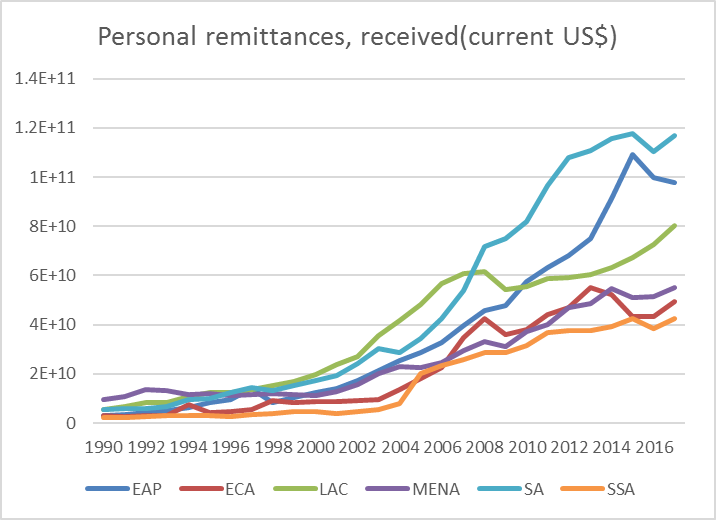 Personal remittances, received(current US$)
1.4E+11
1.2E+11
1E+11
8E+10
6E+10
4E+10
2E+10
0
1990 1992 1994 1996 1998 2000 2002 2004 2006 2008 2010 2012 2014 2016
EAP ECA LAC MENA SA SSA